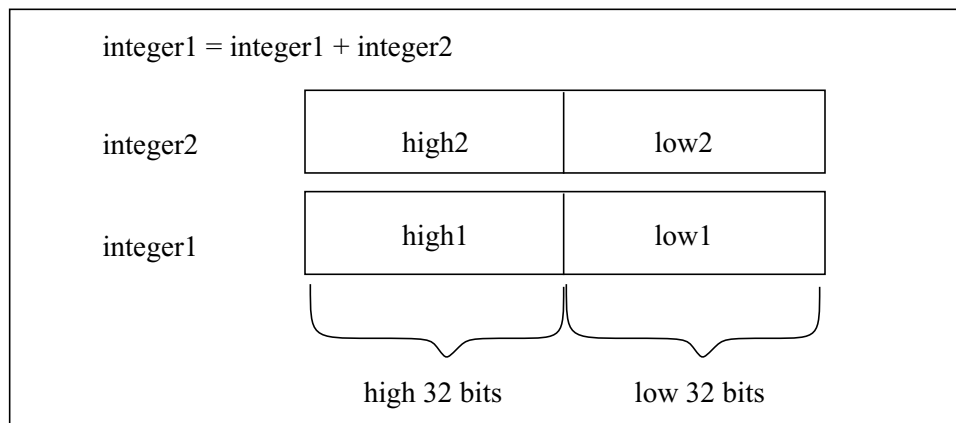 integer1 = integer1 + integer2
integer2 high2 low2
integer1 high1 low1
high 32 bits low 32 bits